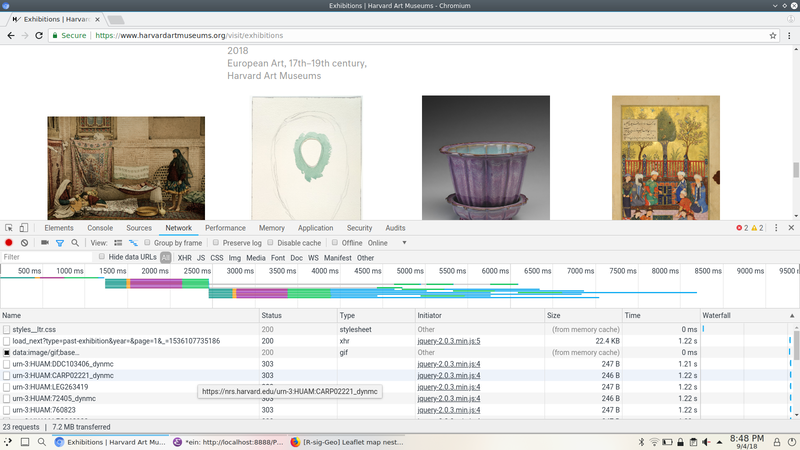 Exhibitions | Harvard Art Museums - Chromium
Exhibitions | Harvard
Secure https://www.harvardartmuseums.org/visit/exhibitions
2018
European Art, 17th–19th century,
Harvard Art Museums
Elements Console Sources Network Performance Memory Application Security Audits 2 2
View: Group by frame Preserve log Disable cache Offline Online
Filter Hide data URLs All XHR JS CSS Img Media Font Doc WS Manifest Other
500 ms 1000 ms 1500 ms 2000 ms 2500 ms 3000 ms 3500 ms 4000 ms 4500 ms 5000 ms 5500 ms 6000 ms 6500 ms 7000 ms 7500 ms 8000 ms 8500 ms 9000 ms 9500
Name Status Type Initiator Size Time Waterfall
styles__ltr.css 200 stylesheet Other (from memory cache) 0 ms
load_next?type=past-exhibition&year=&page=1&_=1536107735186 200 xhr jquery-2.0.3.min.js:5 22.4 KB 1.22 s
data:image/gif;base… 200 gif Other (from memory cache) 0 ms
urn-3:HUAM:DDC103406_dynmc 303 jquery-2.0.3.min.js:4 247 B 1.21 s
urn-3:HUAM:CARP02221_dynmc 303 jquery-2.0.3.min.js:4 246 B 1.22 s
urn-3:HUAM:LEG263419 jquery-2.0.3.min.js:4 247 B 1.22 s
https://nrs.harvard.edu/urn-3:HUAM:CARP02221_dynmc
urn-3:HUAM:72405_dynmc 303 jquery-2.0.3.min.js:4 246 B 1.22 s
urn-3:HUAM:760823 303 jquery-2.0.3.min.js:4 247 B 1.22 s
23 requests | 7.2 MB transferred
Exhibitions | Harvard Art Mu... *ein: http://localhost:8888/P... [R-sig-Geo] Leaflet map nest...
8:48 PM
9/4/18